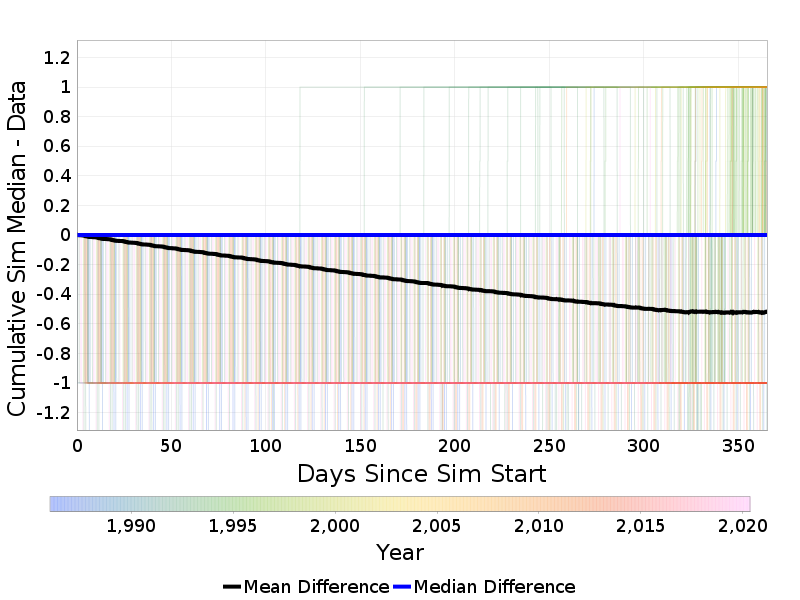 Cumulative Sim Median - Data
1.2
1
0.8
0.6
0.4
0.2
0
-0.2
-0.4
-0.6
-0.8
-1
-1.2
0 50 100 150 200 250 300 350
Days Since Sim Start
1,990 1,995 2,000 2,005 2,010 2,015 2,020
Year
Mean Difference Median Difference